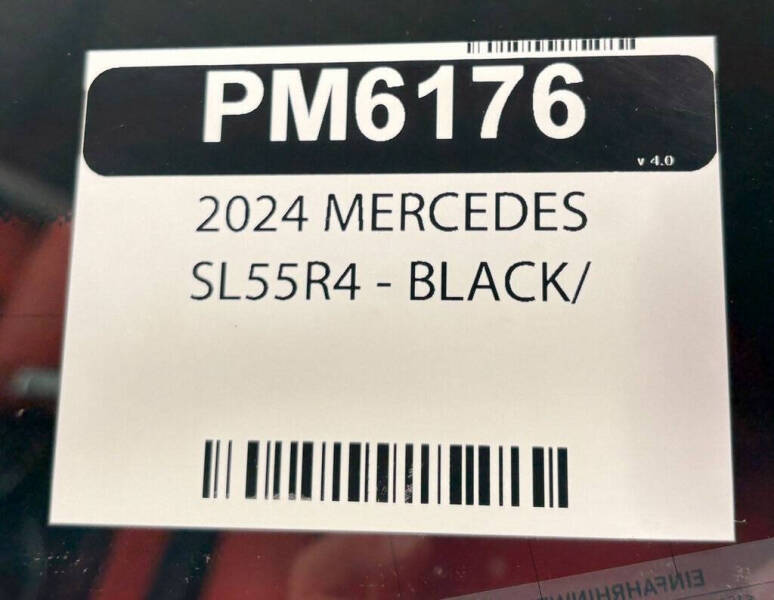 PM6176
v 4.0
2024 MERCEDES
SL55R4 - BLACK/